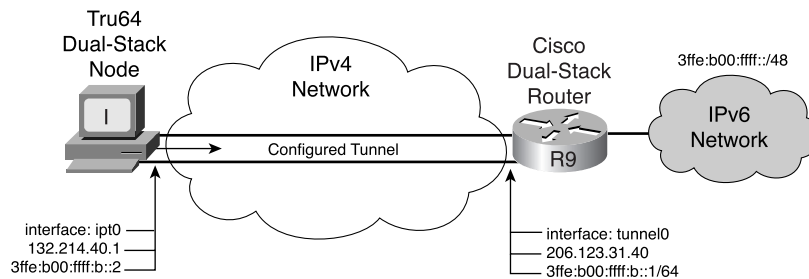 Tru64
Dual-Stack
Node
I
IPv4
Network
Configured Tunnel
Cisco
Dual-Stack
Router
R9
3ffe:b00:ffff::/48
IPv6
Network
interface: ipt0
132.214.40.1
3ffe:b00:ffff:b::2
interface: tunnel0
206.123.31.40
3ffe:b00:ffff:b::1/64